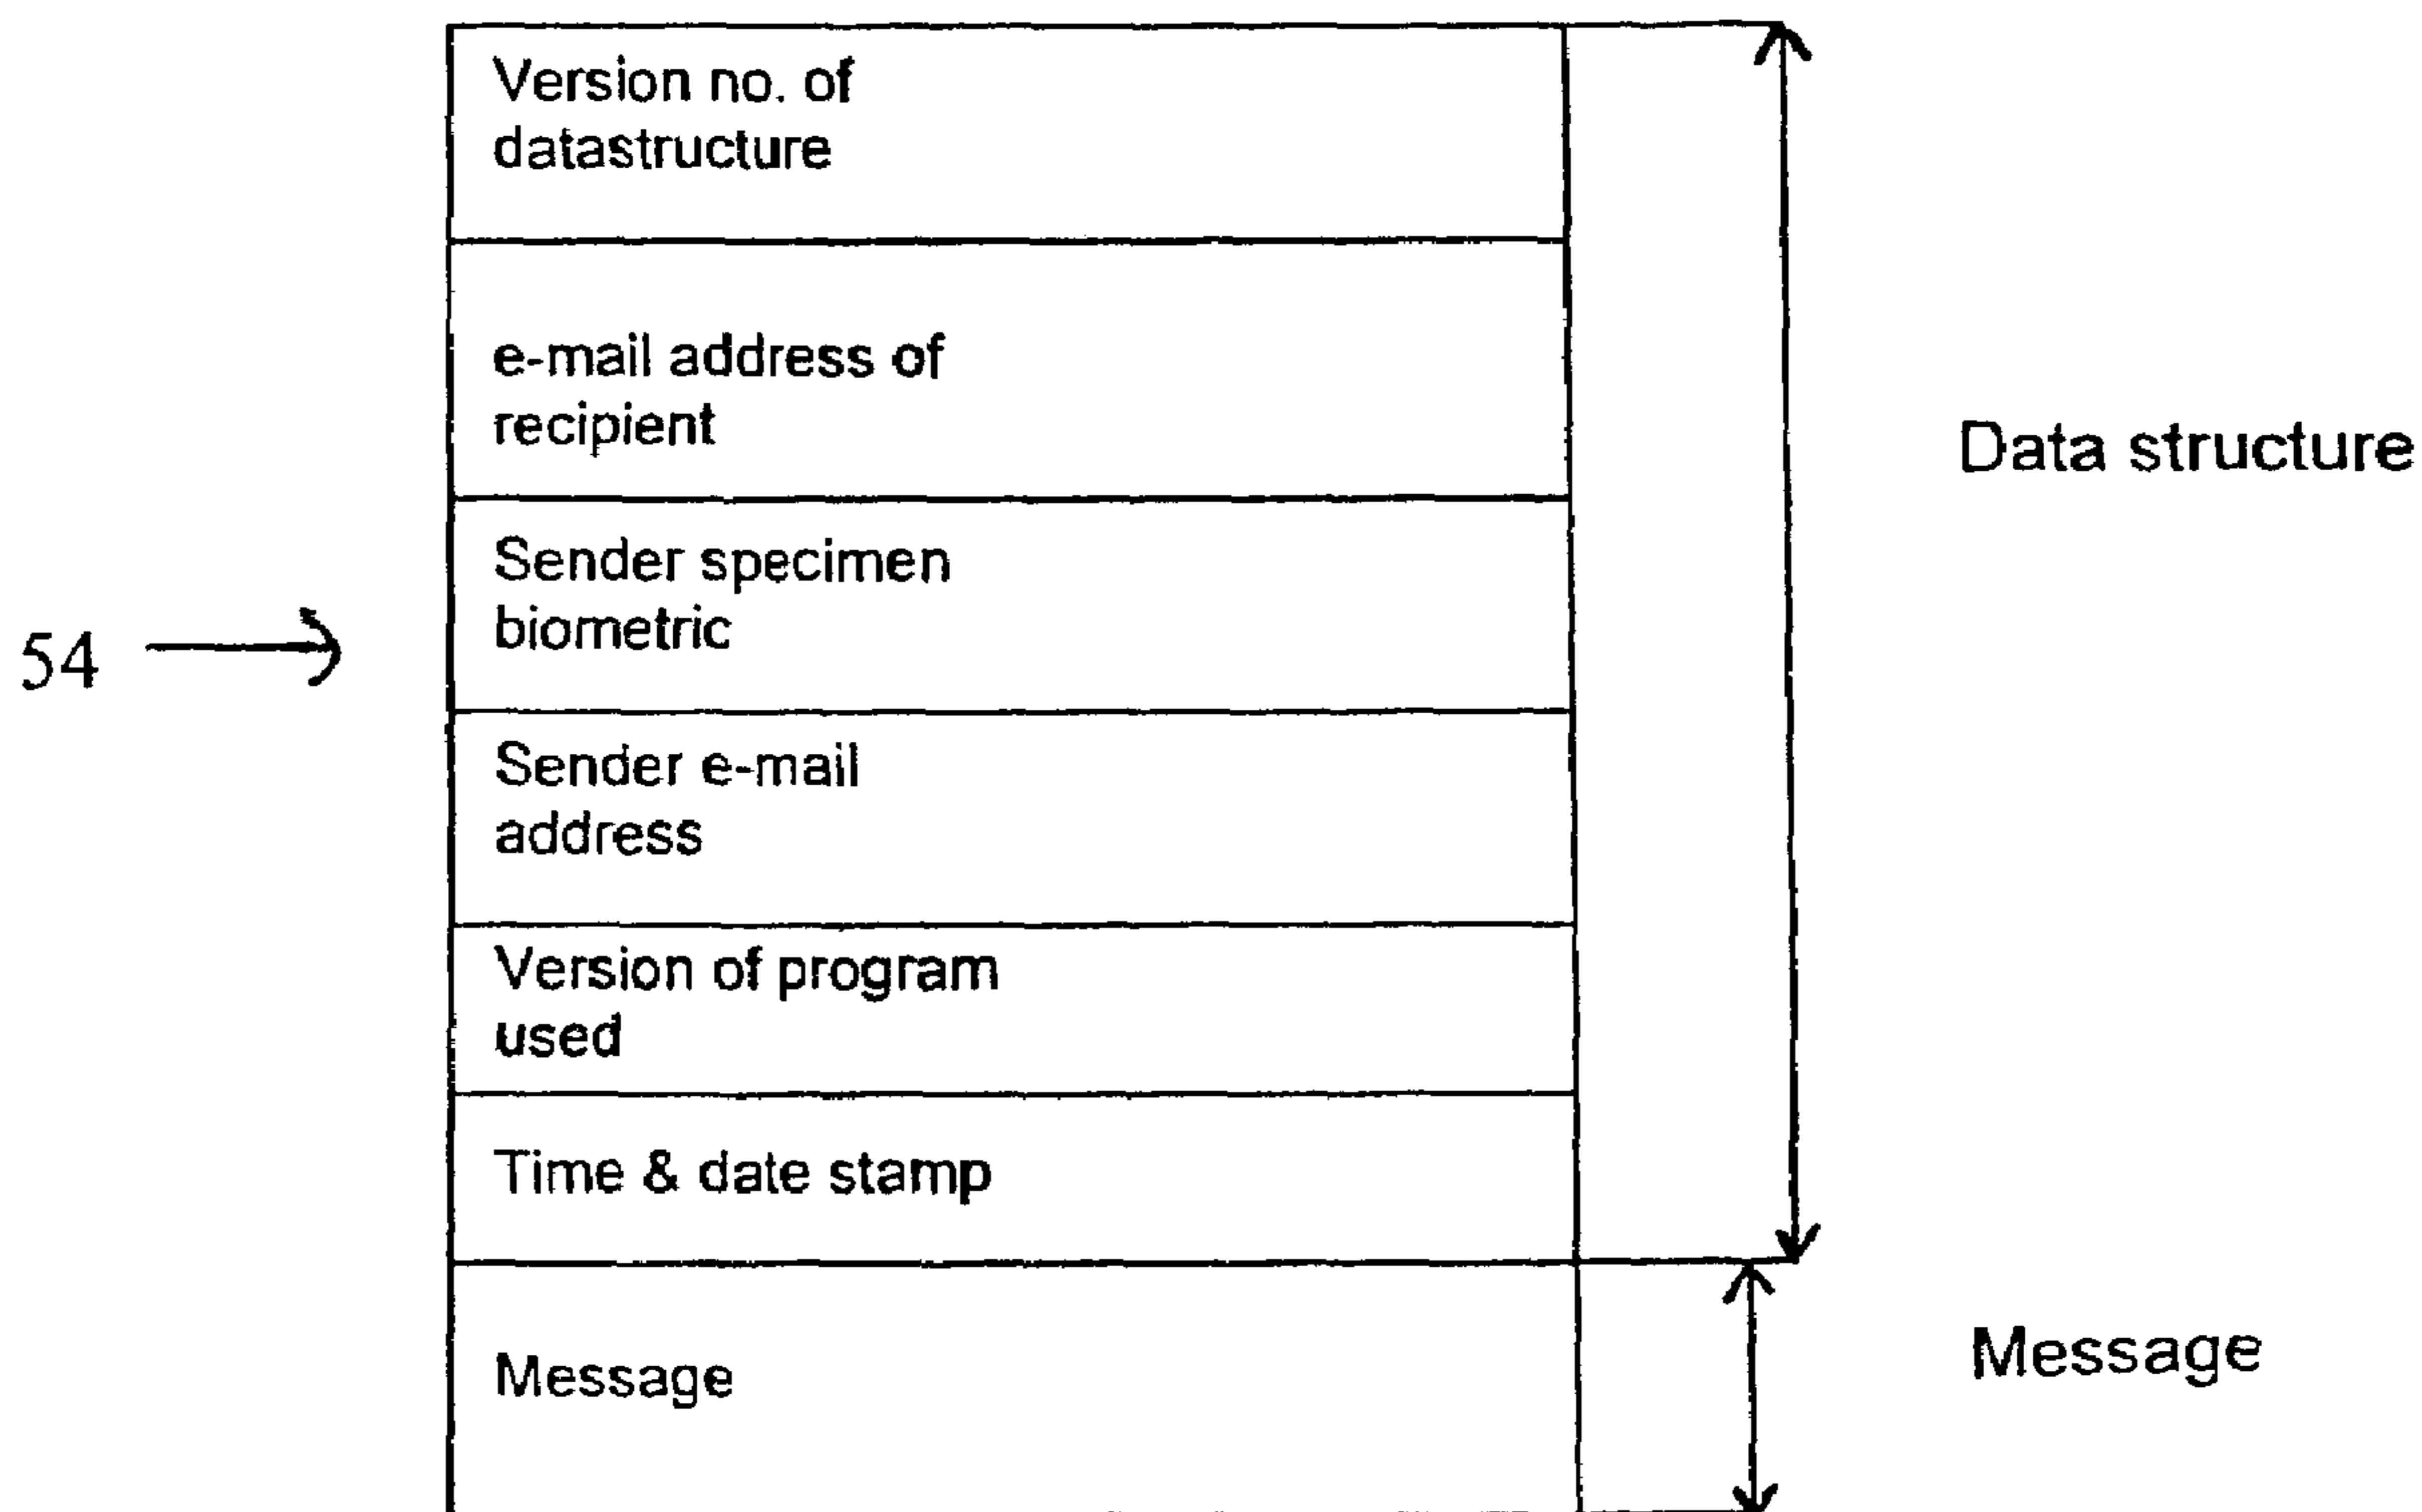 Version no. of
datastructure
e-mail address of
recipient
Data structure
Sender specimen
biometric
54
Sender e-mail
address
Version of program
used
Time & date stamp
Message
Message